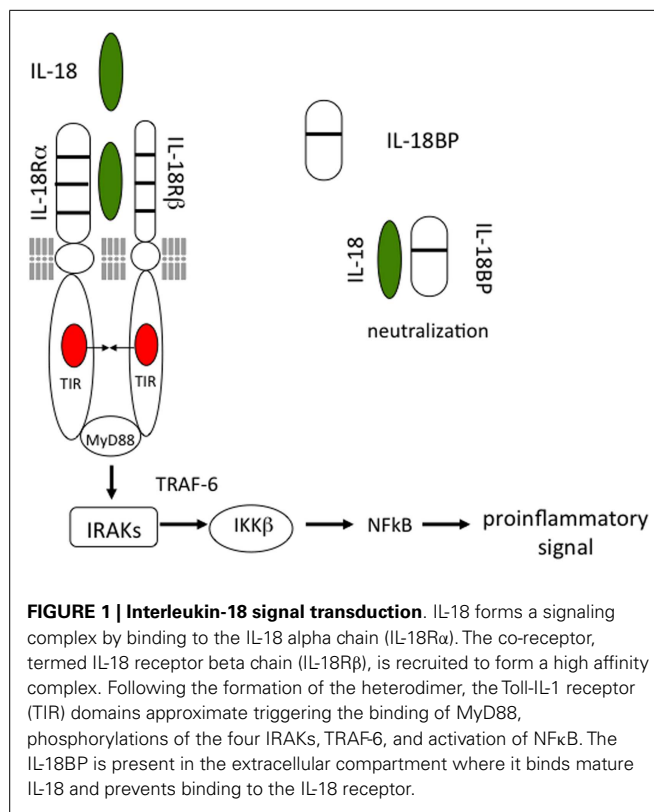 IL-18
IL-18Rα
IL-18Rβ
IL-18BP
IL-18
IL-18BP
neutralization
TIR
TIR
MyD88
TRAF-6
IRAKs
IKKβ
NFkB
proinflammatory
signal
FIGURE 1 | Interleukin-18 signal transduction. IL-18 forms a signaling
complex by binding to the IL-18 alpha chain (IL-18Rα). The co-receptor,
termed IL-18 receptor beta chain (IL-18Rβ), is recruited to form a high affinity
complex. Following the formation of the heterodimer, the Toll-IL-1 receptor
(TIR) domains approximate triggering the binding of MyD88,
phosphorylations of the four IRAKs, TRAF-6, and activation of NFκB. The
IL-18BP is present in the extracellular compartment where it binds mature
IL-18 and prevents binding to the IL-18 receptor.